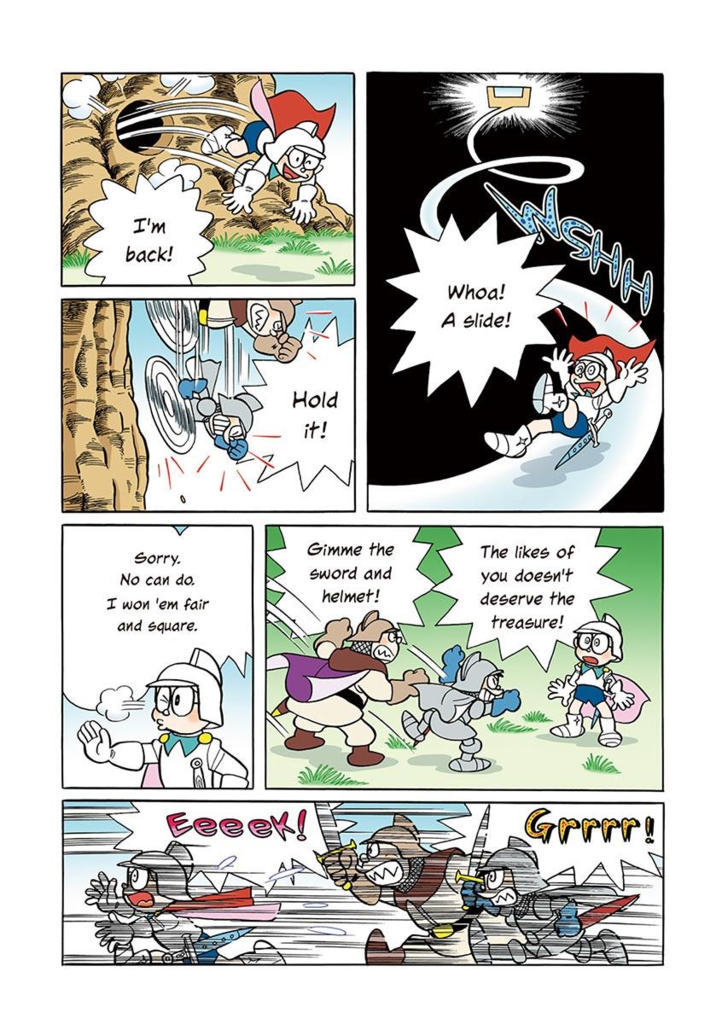 Whoa!
A slide!
WSHHH
I'm
back!
Hold
it!
The likes of
you doesn't
deserve the
treasure!
Gimme the
sword and
helmet!
Sorry.
No can do.
I won 'em fair
and square.
Grrrr!
Eeeek!